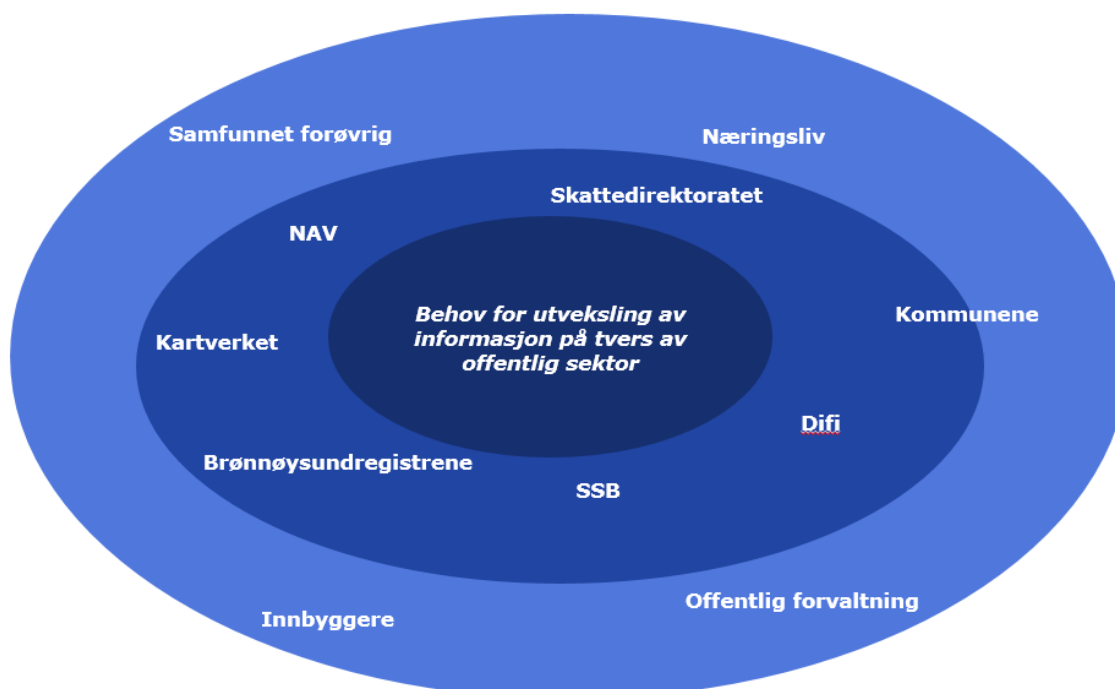 Samfunnet forøvrig
Næringsliv
Skattedirektoratet
NAV
Behov for utveksling av
informasjon på tvers av
offentlig sektor
Kommunene
Kartverket
Difi
Brønnøysundregistrene
SSB
Offentlig forvaltning
Innbyggere